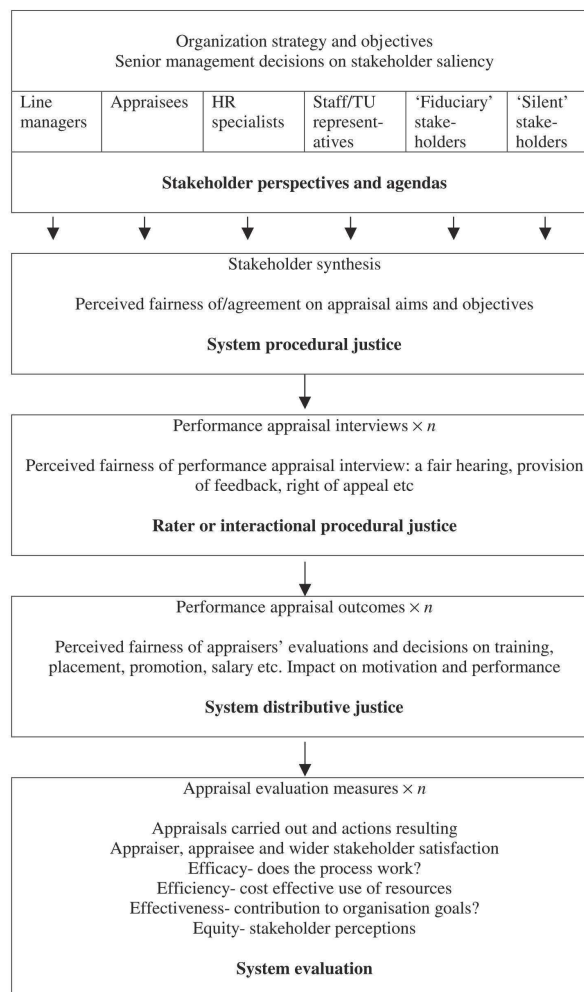 Organization strategy and objectives
Senior management decisions on stakeholder saliency
Line
managers
Appraisees
HR
specialists
Staff/TU
represent-
atives
‘Fiduciary’
stake-
holders
‘Silent’
stake-
holders
Stakeholder perspectives and agendas
Stakeholder synthesis
Perceived fairness of/agreement on appraisal aims and objectives
System procedural justice
Performance appraisal interviews × n
Perceived fairness of performance appraisal interview: a fair hearing, provision
of feedback, right of appeal etc
Rater or interactional procedural justice
Performance appraisal outcomes × n
Perceived fairness of appraisers’ evaluations and decisions on training,
placement, promotion, salary etc. Impact on motivation and performance
System distributive justice
Appraisal evaluation measures × n
Appraisals carried out and actions resulting
Appraiser, appraisee and wider stakeholder satisfaction
Efficacy- does the process work?
Efficiency- cost effective use of resources
Effectiveness- contribution to organisation goals?
Equity- stakeholder perceptions
System evaluation